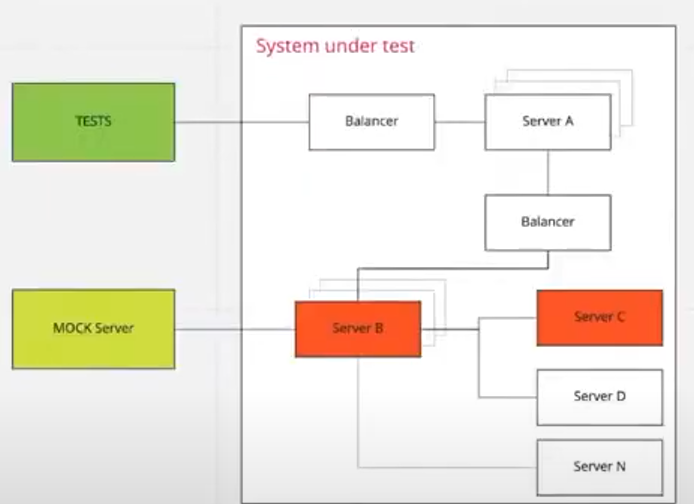 System under test
TESTS
Balancer
Server A
Balancer
MOCK Server
Server B
Server C
Server D
Server N